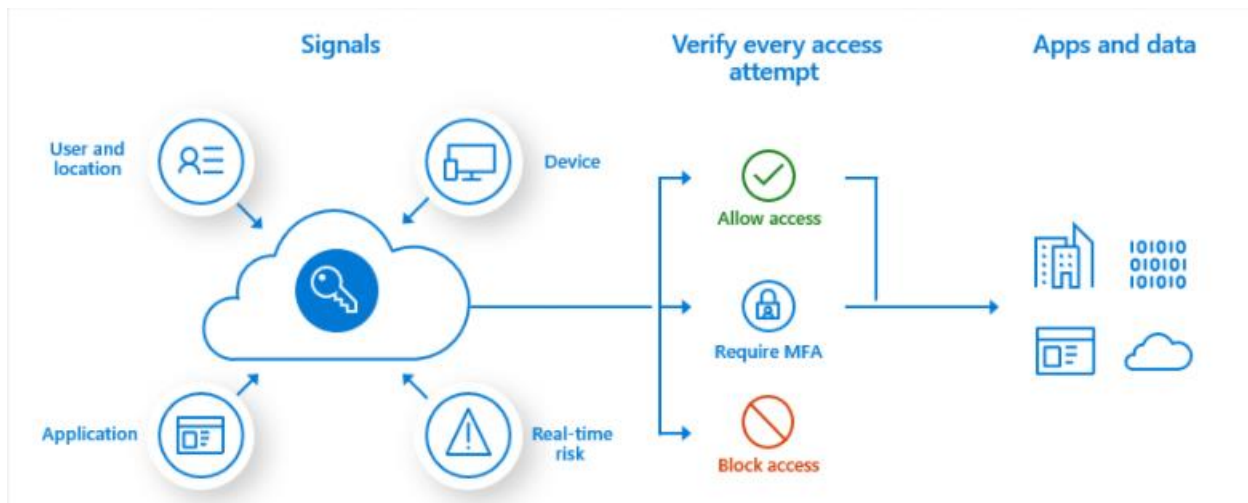 Signals
Verify every access
attempt
Apps and data
User and
location
Device
Allow access
101010
010101
101010
Require MFA
Application
Real-time
risk
Block access